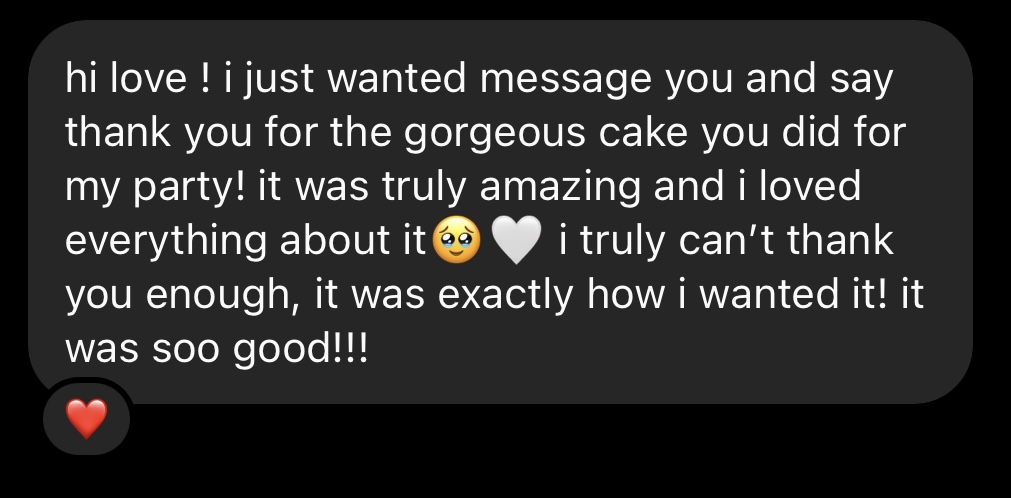 hi love ! i just wanted message you and say
thank you for the gorgeous cake you did for
my party! it was truly amazing and i loved
everything about it🥹🤍 i truly can’t thank
you enough, it was exactly how i wanted it! it
was soo good!!!
❤️